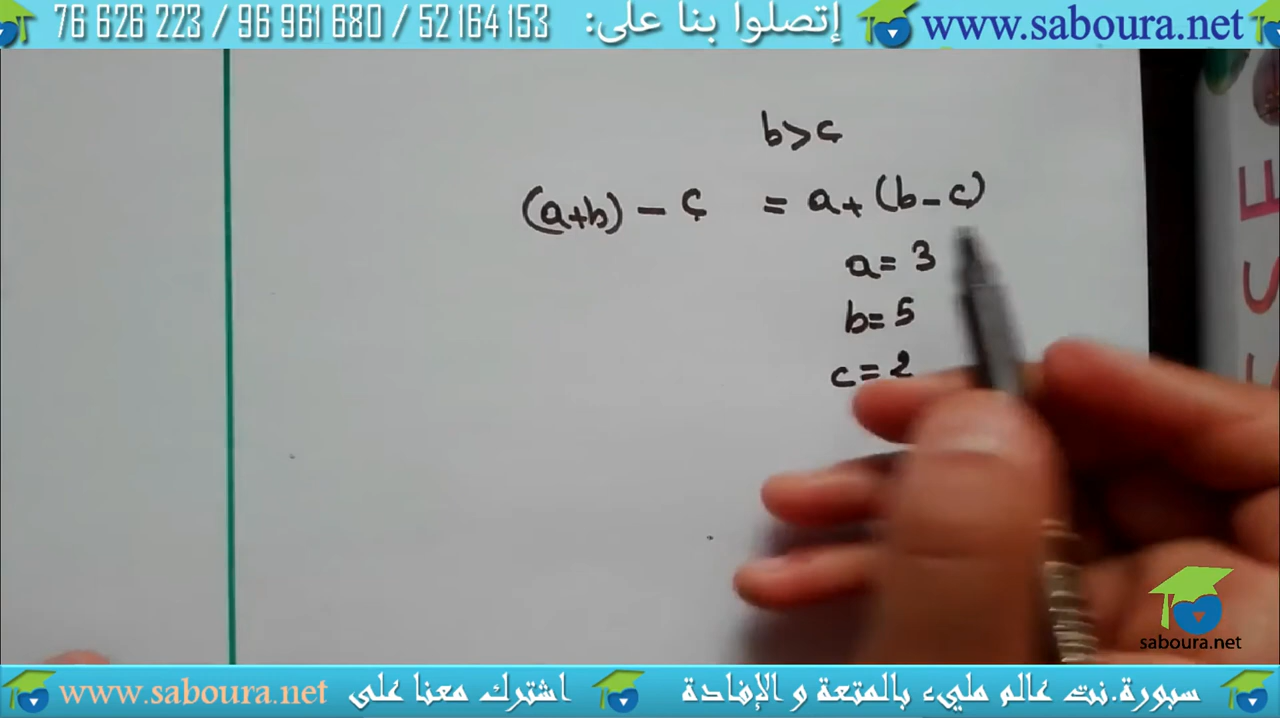 76 626 223 / 96 961 680 / 52 164 153 إتصلوا بنا على: www.saboura.net
b>c
(a+b) - c = a+(b-c)
a= 3
b= 5
c= 2
saboura.net
سبورة.نت عالم مليء بالمتعة و الإفادة اشترك معنا على www.saboura.net